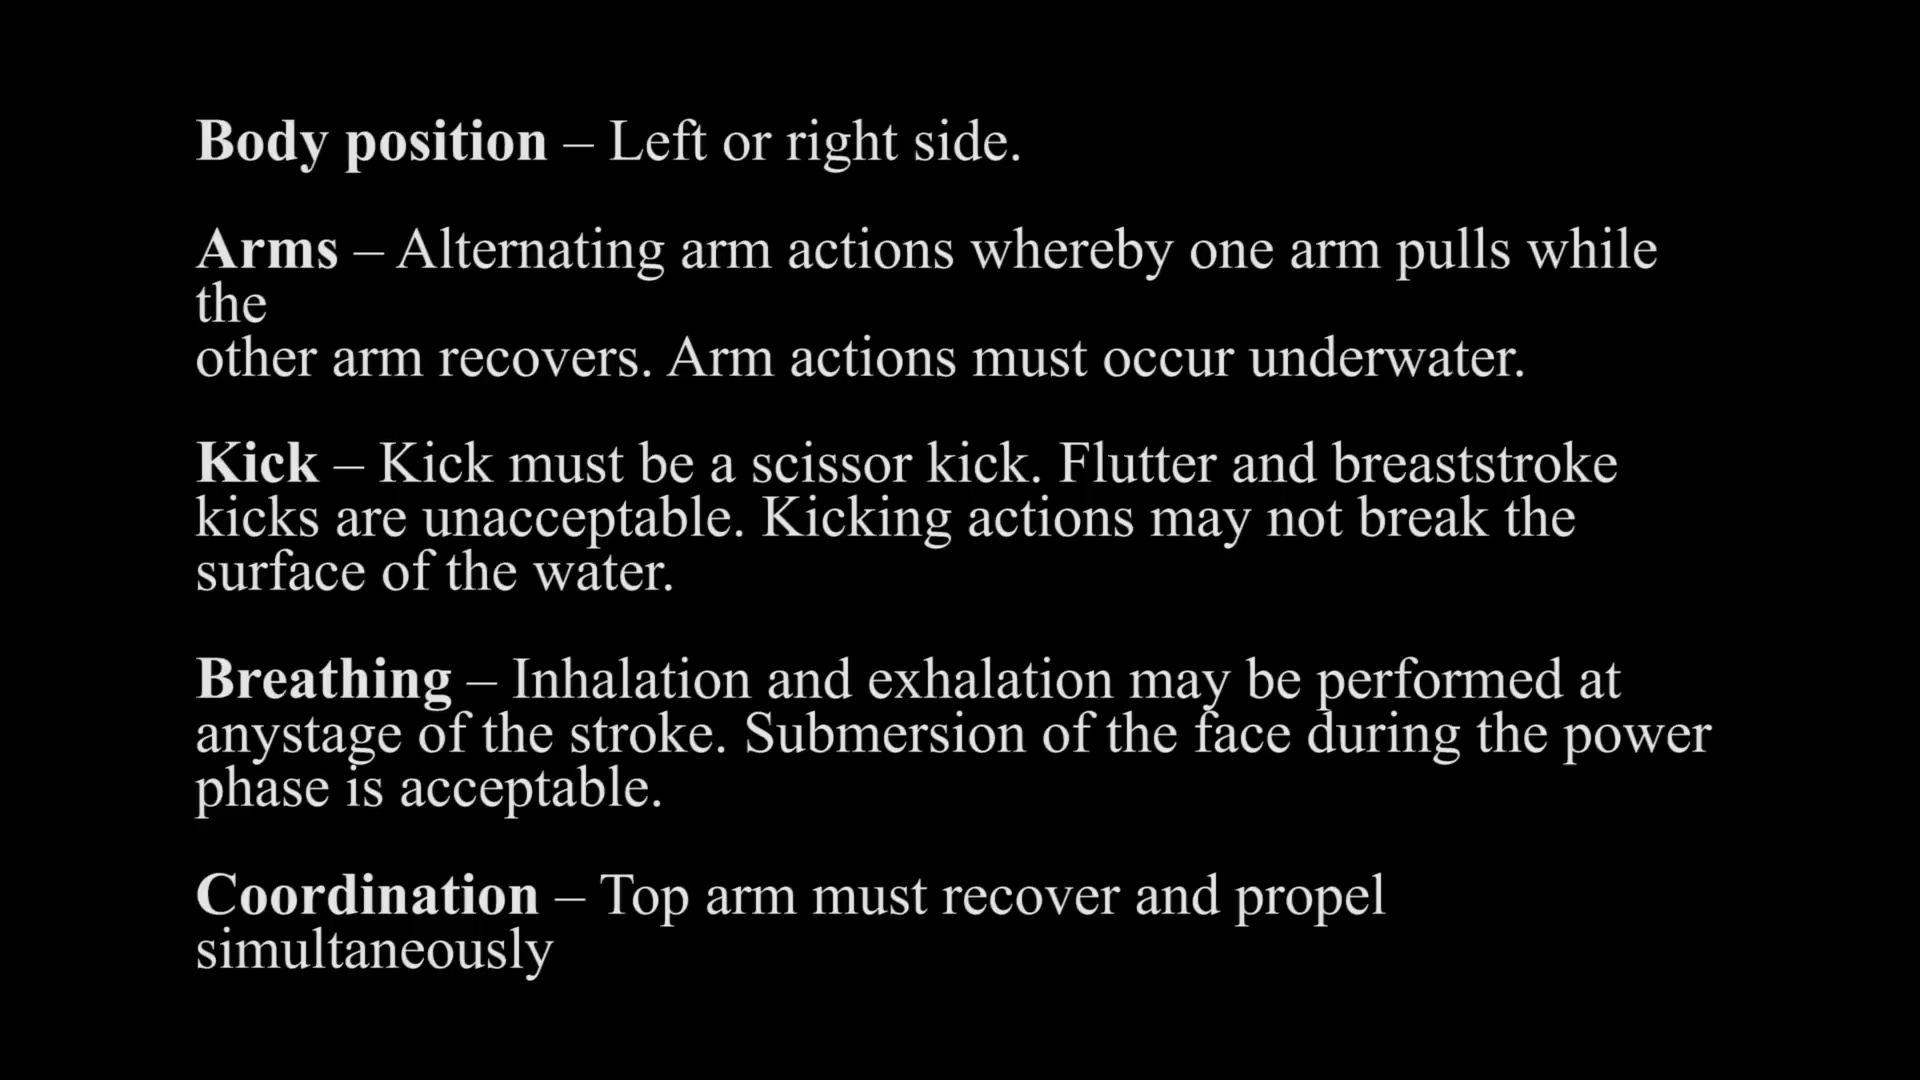 Body position – Left or right side.
Arms – Alternating arm actions whereby one arm pulls while
the
other arm recovers. Arm actions must occur underwater.
Kick – Kick must be a scissor kick. Flutter and breaststroke
kicks are unacceptable. Kicking actions may not break the
surface of the water.
Breathing – Inhalation and exhalation may be performed at
anystage of the stroke. Submersion of the face during the power
phase is acceptable.
Coordination – Top arm must recover and propel
simultaneously